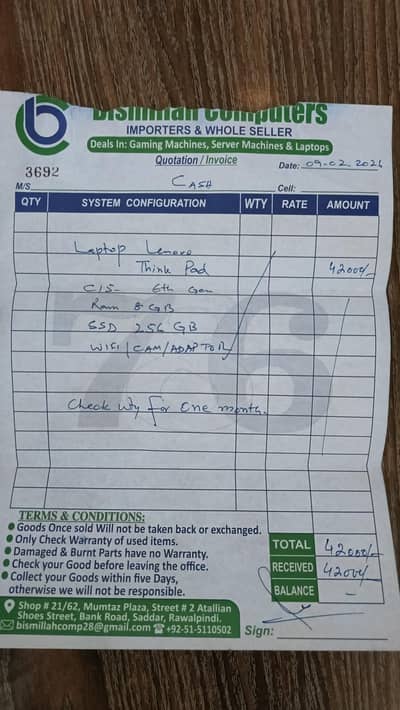 Bismillah Computers
IMPORTERS & WHOLE SELLER
Deals In: Gaming Machines, Server Machines & Laptops
Quotation / Invoice
3692
Date: 09-02-2026
M/S CASH Cell:
QTY SYSTEM CONFIGURATION WTY RATE AMOUNT
Laptop Lenovo
Think Pad 42000/-
Ci5- 6th Gen
Ram 8 GB
SSD 256 GB
WIFI/CAM/ADAPTOR
76
Check wty for one month.
TERMS & CONDITIONS:
Goods Once sold Will not be taken back or exchanged.
Only Check Warranty of used items.
Damaged & Burnt Parts have no Warranty.
Check your Good before leaving the office.
Collect your Goods within five Days,
otherwise we will not be responsible.
TOTAL 42000/-
RECEIVED 42000/-
BALANCE -
Shop # 21/62, Mumtaz Plaza, Street # 2 Atallian
Shoes Street, Bank Road, Saddar, Rawalpindi.
bismillahcomp28@gmail.com +92-51-5110502
Sign: